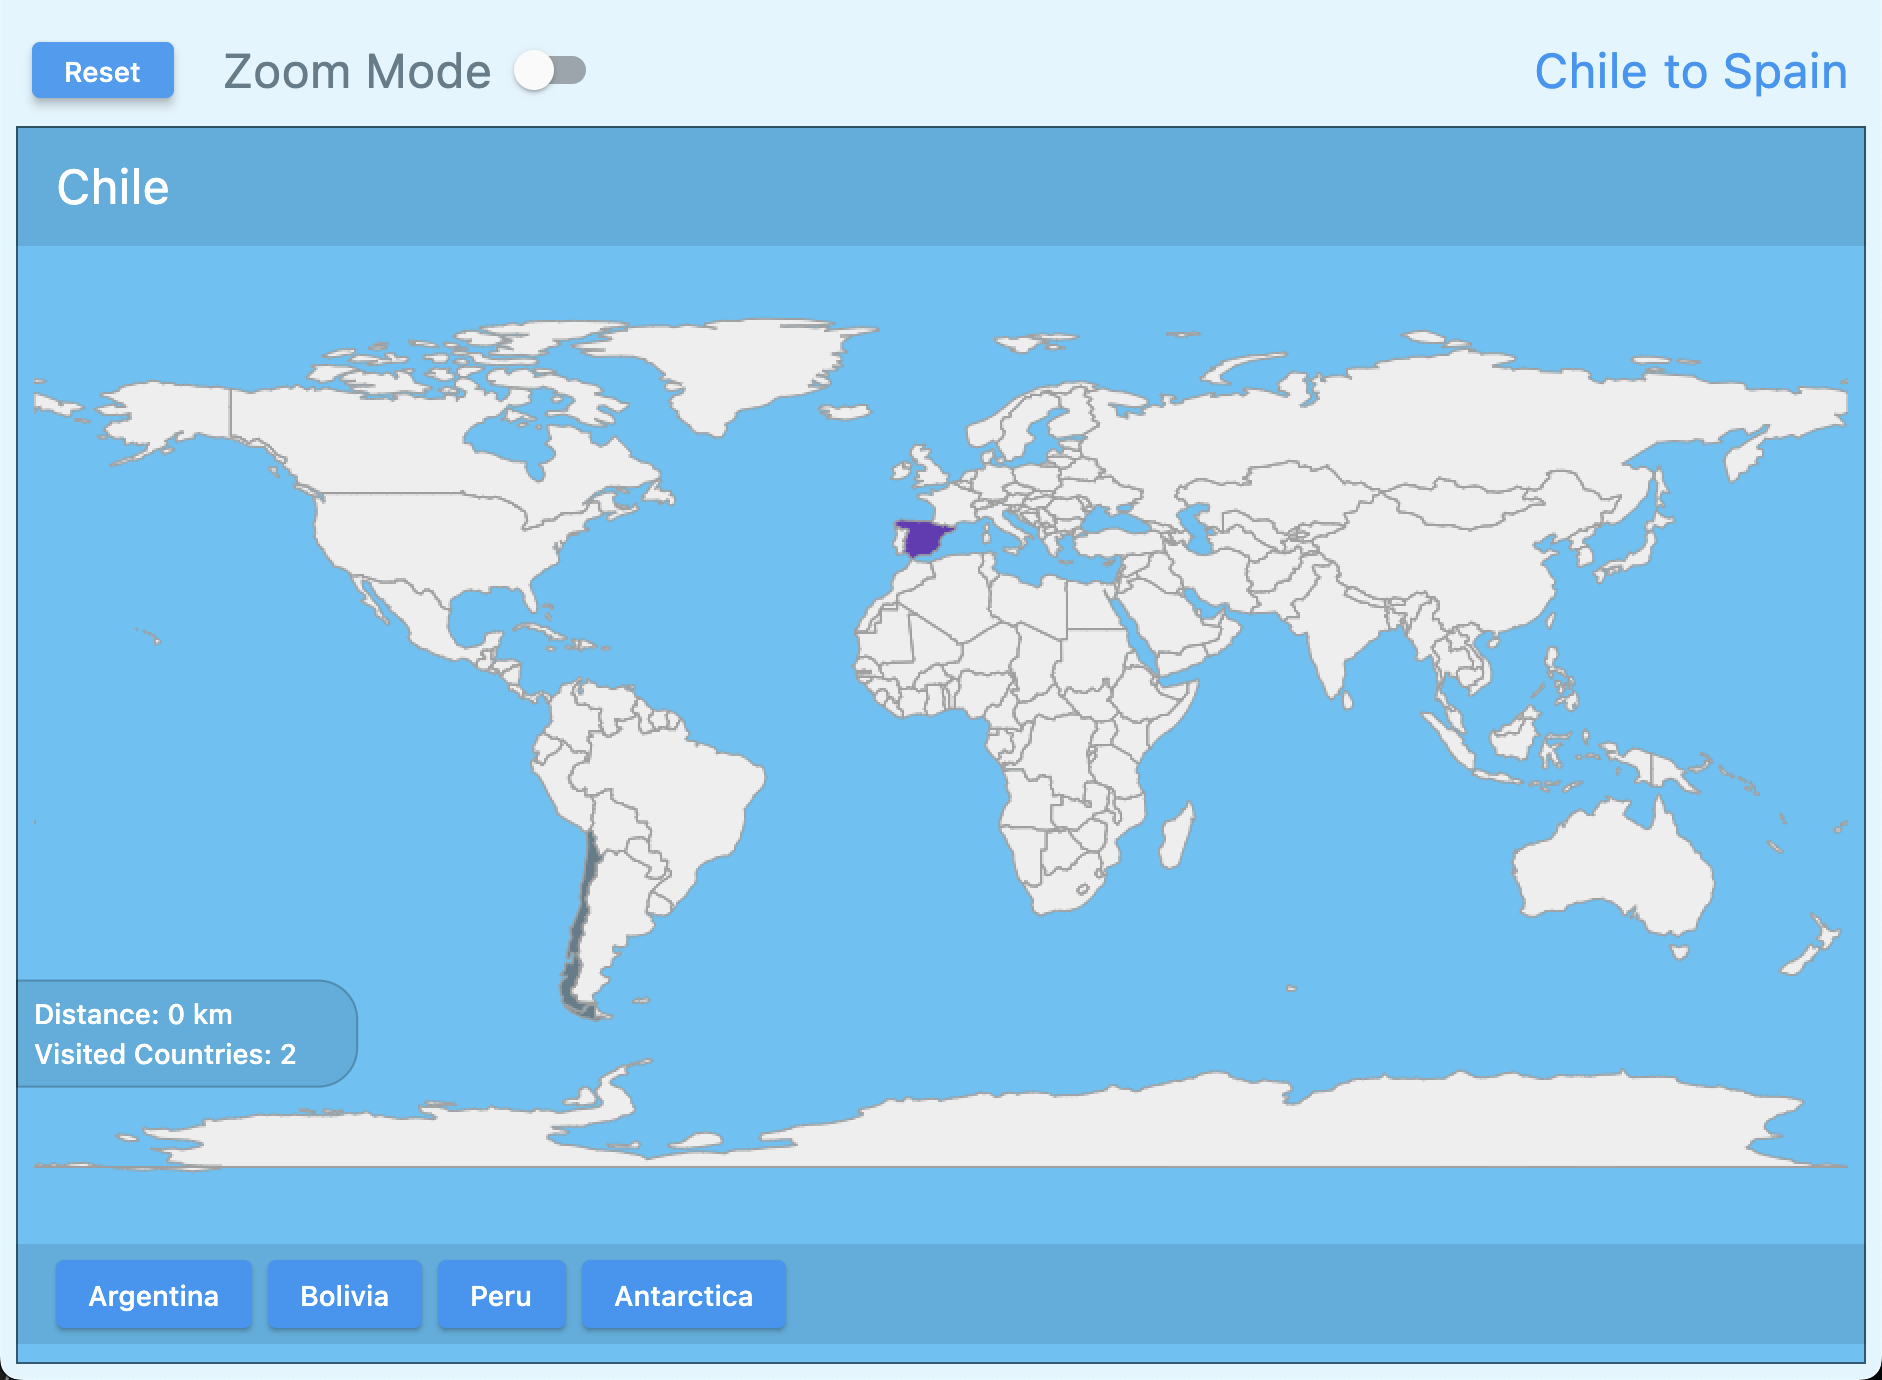 Reset
Zoom Mode
Chile to Spain
Chile
Distance: 0 km
Visited Countries: 2
Argentina
Bolivia
Peru
Antarctica